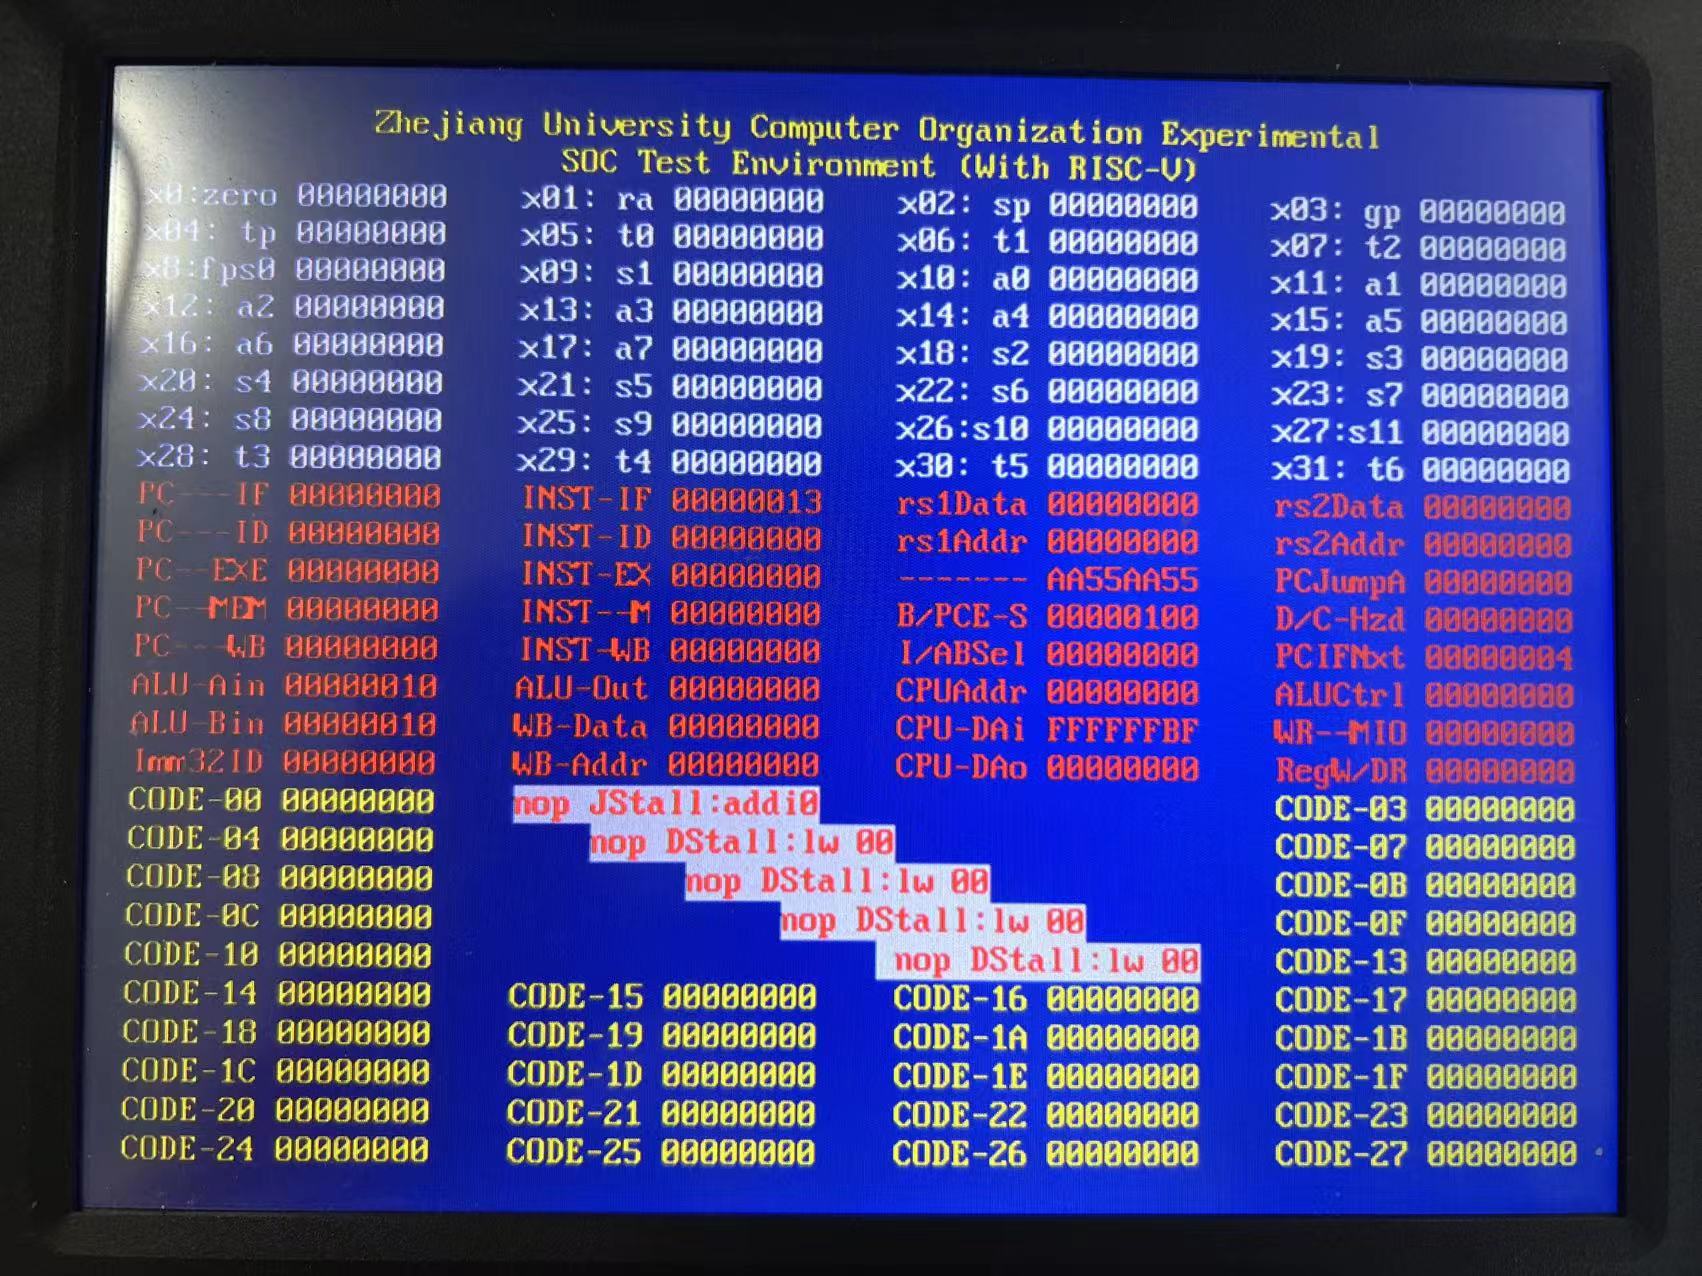 Zhejiang University Computer Organization Experimental
SOC Test Environment (With RISC-V)
x0:zero 00000000 x01: ra 00000000 x02: sp 00000000 x03: gp 00000000
x04: tp 00000000 x05: t0 00000000 x06: t1 00000000 x07: t2 00000000
x8:fps0 00000000 x09: s1 00000000 x10: a0 00000000 x11: a1 00000000
x12: a2 00000000 x13: a3 00000000 x14: a4 00000000 x15: a5 00000000
x16: a6 00000000 x17: a7 00000000 x18: s2 00000000 x19: s3 00000000
x20: s4 00000000 x21: s5 00000000 x22: s6 00000000 x23: s7 00000000
x24: s8 00000000 x25: s9 00000000 x26:s10 00000000 x27:s11 00000000
x28: t3 00000000 x29: t4 00000000 x30: t5 00000000 x31: t6 00000000
PC---IF 00000000 INST-IF 00000013 rs1Data 00000000 rs2Data 00000000
PC---ID 00000000 INST-ID 00000000 rs1Addr 00000000 rs2Addr 00000000
PC--EXE 00000000 INST-EX 00000000 ------- AA55AA55 PCJumpA 00000000
PC--MEM 00000000 INST--M 00000000 B/PCE-S 00000100 D/C-Hzd 00000000
PC---WB 00000000 INST-WB 00000000 I/ABSel 00000000 PCIFNxt 00000004
ALU-Ain 00000010 ALU-Out 00000000 CPUAddr 00000000 ALUCtrl 00000000
ALU-Bin 00000010 WB-Data 00000000 CPU-DAi FFFFFFBF WR--MIO 00000000
Imm32ID 00000000 WB-Addr 00000000 CPU-DAo 00000000 RegW/DR 00000000
CODE-00 00000000 nop JStall:addi0 CODE-03 00000000
CODE-04 00000000 nop DStall:lw 00 CODE-07 00000000
CODE-08 00000000 nop DStall:lw 00 CODE-0B 00000000
CODE-0C 00000000 nop DStall:lw 00 CODE-0F 00000000
CODE-10 00000000 nop DStall:lw 00 CODE-13 00000000
CODE-14 00000000 CODE-15 00000000 CODE-16 00000000 CODE-17 00000000
CODE-18 00000000 CODE-19 00000000 CODE-1A 00000000 CODE-1B 00000000
CODE-1C 00000000 CODE-1D 00000000 CODE-1E 00000000 CODE-1F 00000000
CODE-20 00000000 CODE-21 00000000 CODE-22 00000000 CODE-23 00000000
CODE-24 00000000 CODE-25 00000000 CODE-26 00000000 CODE-27 00000000